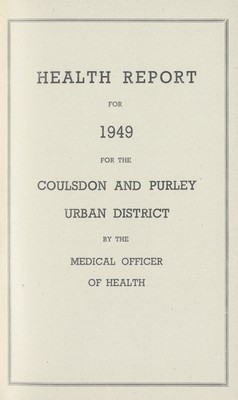 HEALTH REPORT
FOR
1949
FOR THE
COULSDON AND PURLEY
URBAN DISTRICT
BY THE
MEDICAL OFFICER
OF HEALTH